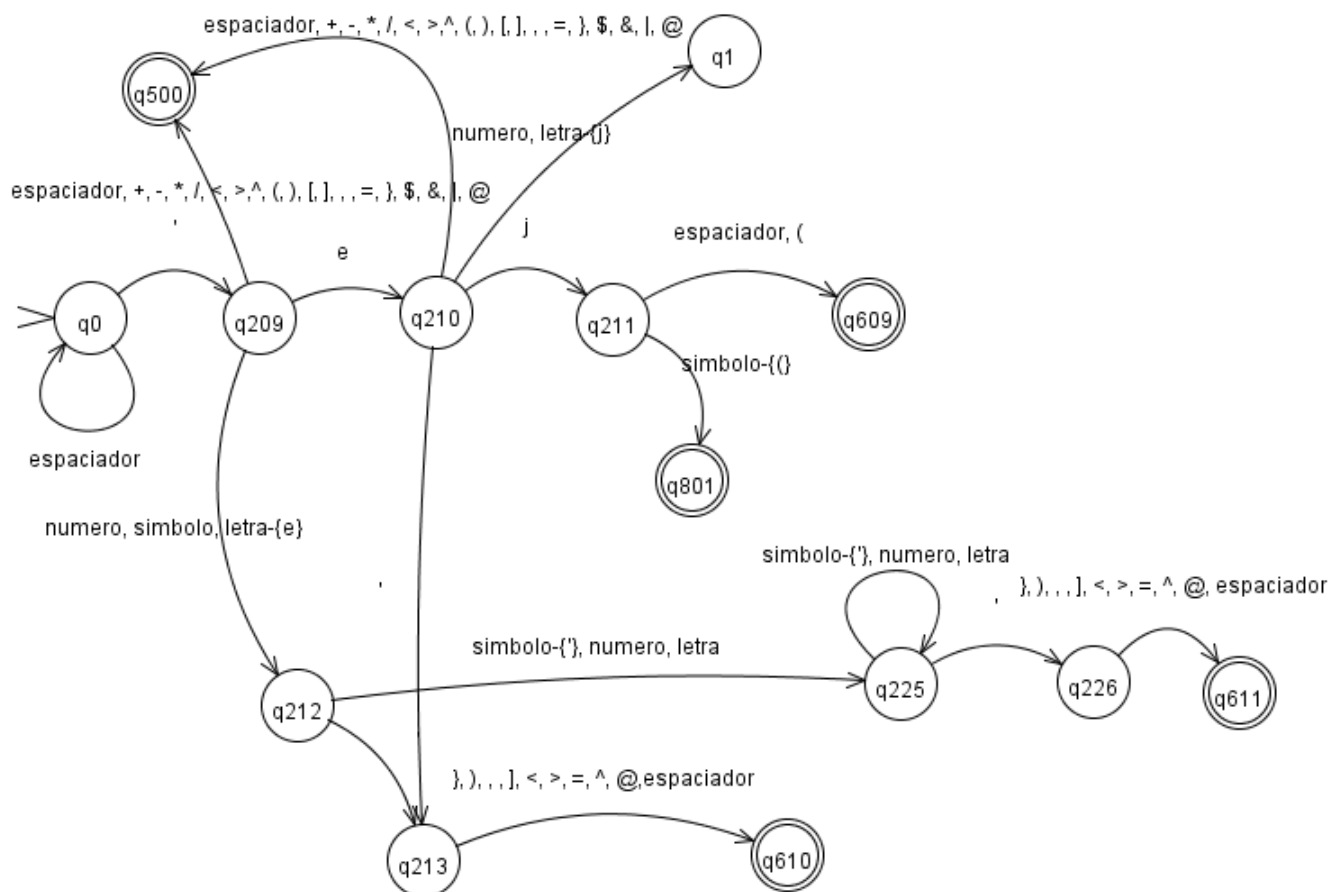 espaciador, +, -, *, /, <, >,^, (, ), [, ], , , =, }, $, &, |, @
q1
q500
numero, letra-{j}
espaciador, +, -, *, /, <, >,^, (, ), [, ], , , =, }, $, &, |, @
'
e
j
espaciador, (
q0
q209
q210
q211
q609
simbolo-{(}
espaciador
q801
numero, simbolo, letra-{e}
'
simbolo-{'}, numero, letra
'
}, ), , , ], <, >, =, ^, @, espaciador
simbolo-{'}, numero, letra
q225
q226
q611
q212
}, ), , , ], <, >, =, ^, @,espaciador
q213
q610